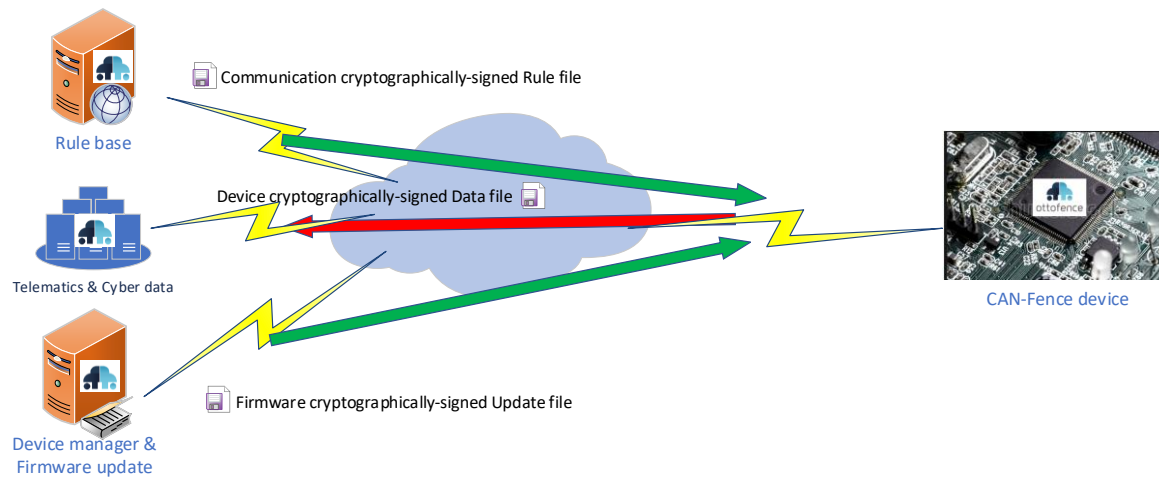 Communication cryptographically-signed Rule file
Rule base
Device cryptographically-signed Data file
ottofence
Telematics & Cyber data
CAN-Fence device
Firmware cryptographically-signed Update file
Device manager &
Firmware update